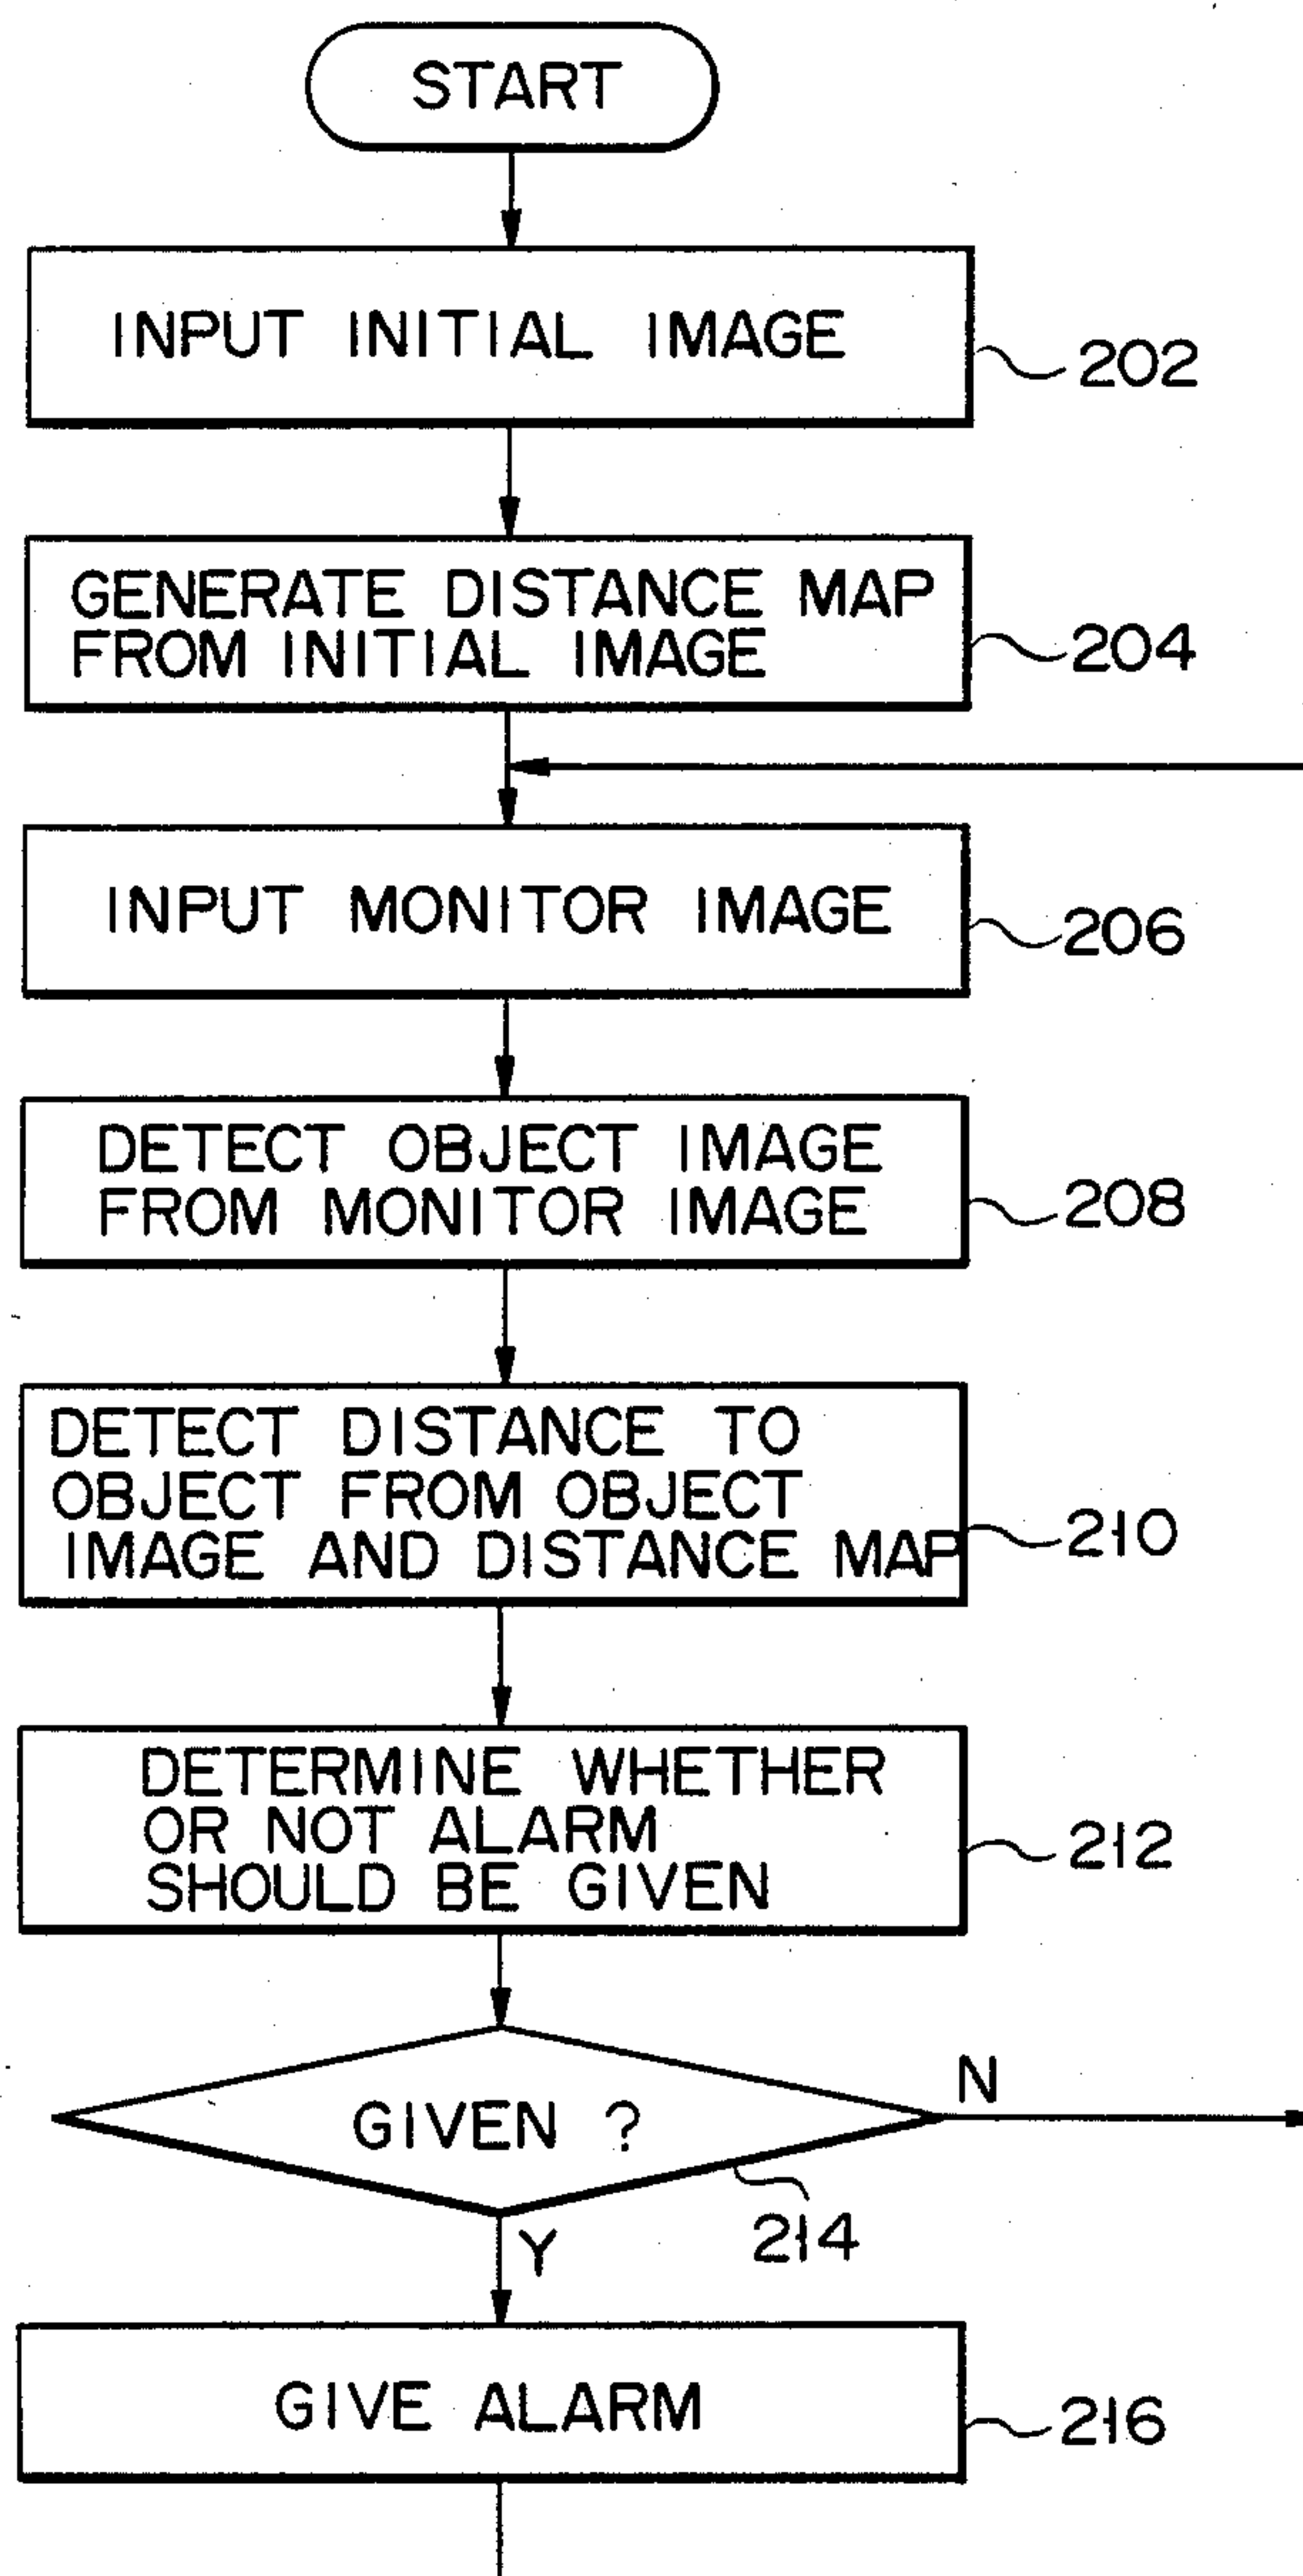 START
INPUT INITIAL IMAGE
202
GENERATE DISTANCE MAP
FROM INITIAL IMAGE
204
INPUT MONITOR IMAGE
206
DETECT OBJECT IMAGE
FROM MONITOR IMAGE
208
DETECT DISTANCE TO
OBJECT FROM OBJECT
IMAGE AND DISTANCE MAP
210
DETERMINE WHETHER
OR NOT ALARM
SHOULD BE GIVEN
212
GIVEN ?
N
214
Y
GIVE ALARM
216